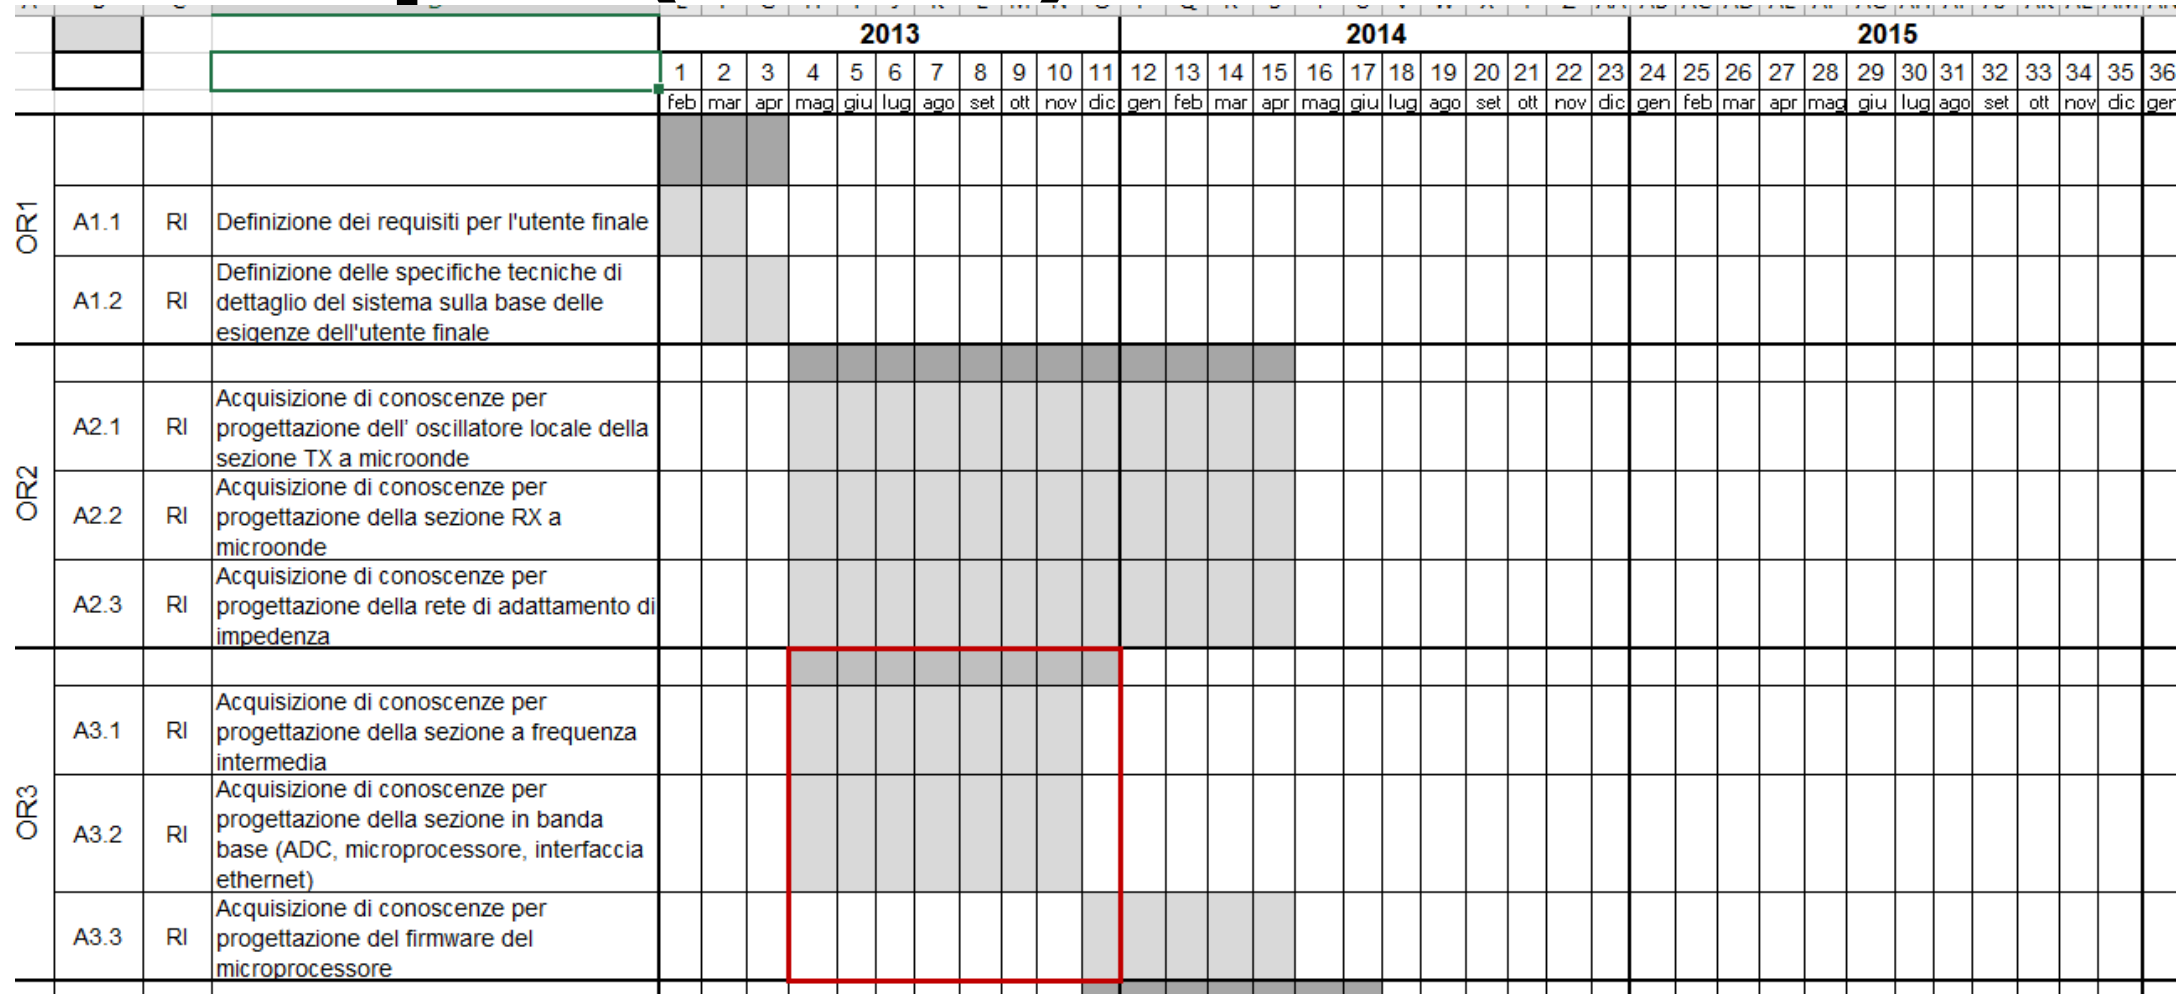 2013 2014 2015
1 2 3 4 5 6 7 8 9 10 11 12 13 14 15 16 17 18 19 20 21 22 23 24 25 26 27 28 29 30 31 32 33 34 35 36
feb mar apr mag giu lug ago set ott nov dic gen feb mar apr mag giu lug ago set ott nov dic gen feb mar apr mag giu lug ago set ott nov dic gen
OR1
A1.1 RI Definizione dei requisiti per l'utente finale
A1.2 RI Definizione delle specifiche tecniche di
dettaglio del sistema sulla base delle
esigenze dell'utente finale
OR2
A2.1 RI Acquisizione di conoscenze per
progettazione dell' oscillatore locale della
sezione TX a microonde
A2.2 RI Acquisizione di conoscenze per
progettazione della sezione RX a
microonde
A2.3 RI Acquisizione di conoscenze per
progettazione della rete di adattamento di
impedenza
OR3
A3.1 RI Acquisizione di conoscenze per
progettazione della sezione a frequenza
intermedia
A3.2 RI Acquisizione di conoscenze per
progettazione della sezione in banda
base (ADC, microprocessore, interfaccia
ethernet)
A3.3 RI Acquisizione di conoscenze per
progettazione del firmware del
microprocessore